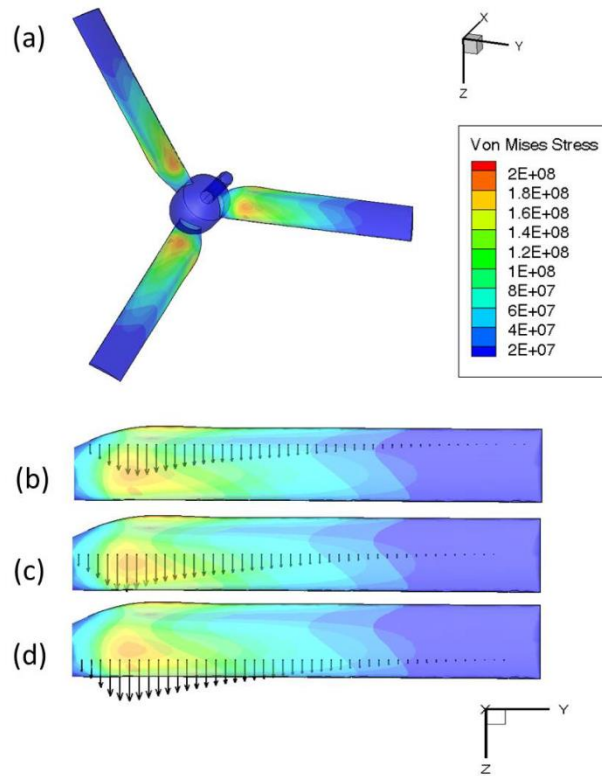 (a)
X
Y
Z
Von Mises Stress
2E+08
1.8E+08
1.6E+08
1.4E+08
1.2E+08
1E+08
8E+07
6E+07
4E+07
2E+07
(b)
(c)
(d)
X Y
Z